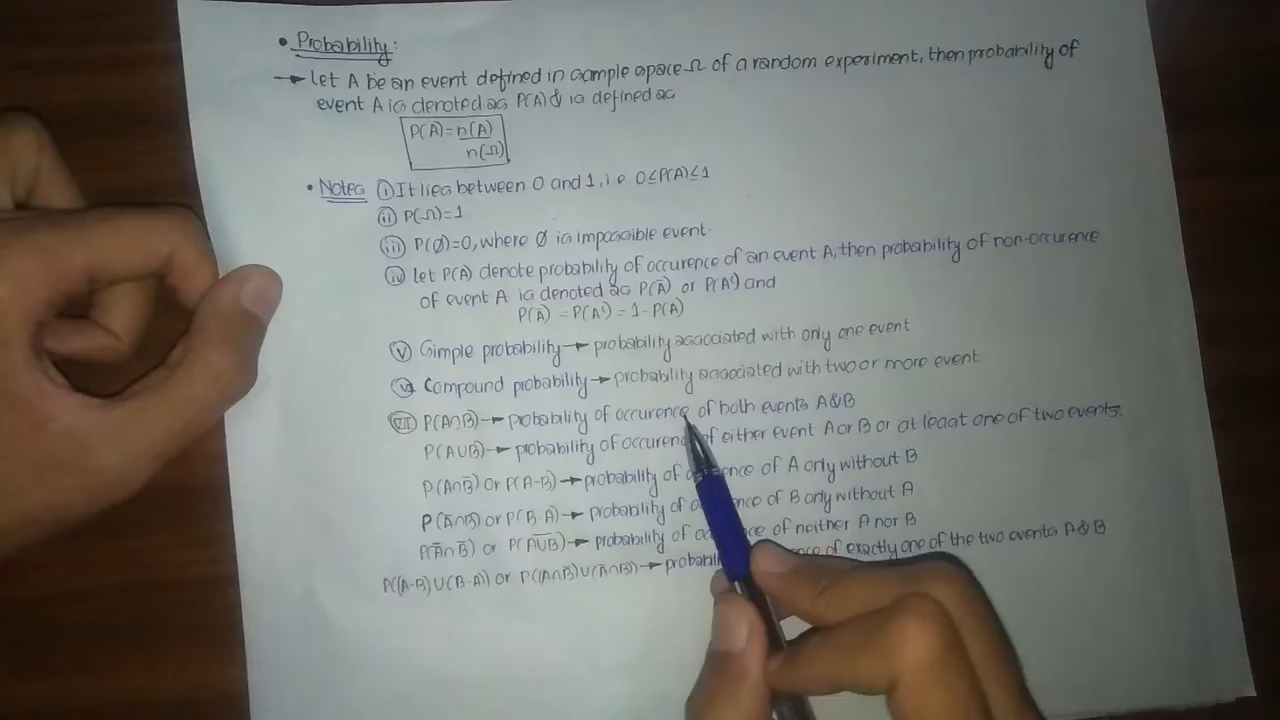 • Probability:
→ Let A be an event defined in sample space Ω of a random experiment, then probability of
event A is denoted as P(A) & is defined as
P(A) = n(A)
n(Ω)
• Notes (i) It lies between 0 and 1, i.e 0≤P(A)≤1
(ii) P(Ω)=1
(iii) P(∅)=0, where ∅ is impossible event.
(iv) let P(A) denote probability of occurence of an event A, then probability of non-occurence
of event A is denoted as P(A̅) or P(A') and
P(A̅) = P(A') = 1-P(A)
(v) Simple probability → probability associated with only one event
(vi) Compound probability → probability associated with two or more event
(vii) P(A∩B) → probability of occurence of both events A&B
P(A∪B) → probability of occurenc of either event A or B or at least one of two events.
P(A∩B̅) or P(A-B) → probability of ence of A only without B
P(A̅∩B) or P(B-A) → probability of nce of B only without A
P(A̅∩B̅) or P(A̅∪̅B̅) → probability of ce of neither A nor B
P((A-B)∪(B-A)) or P((A∩B̅)∪(A̅∩B)) → probabil nce of exactly one of the two events A & B